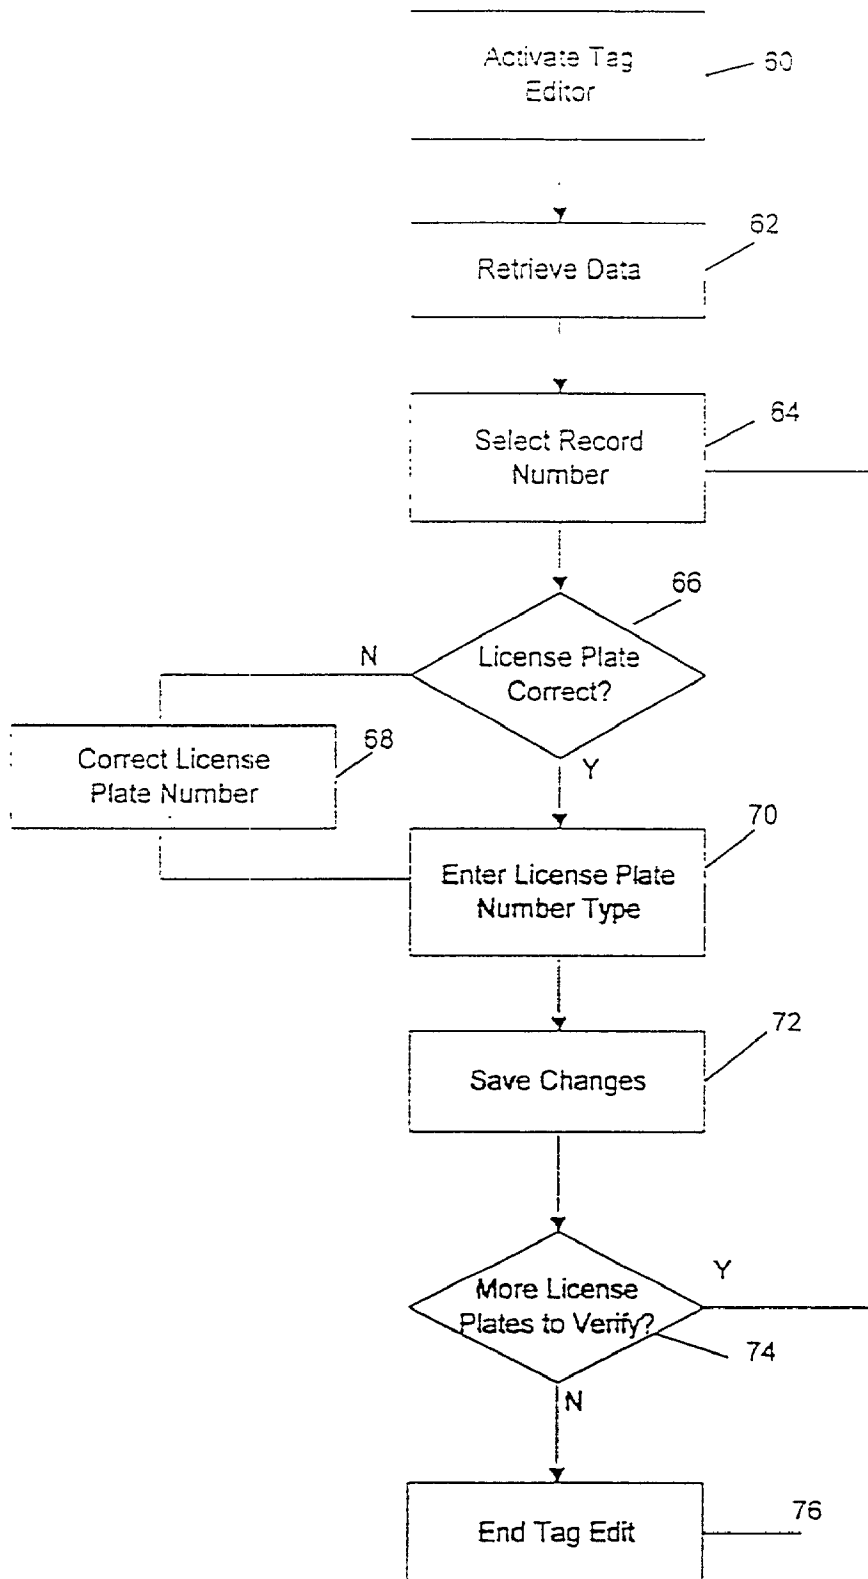 Activate Tag
Editor
60
62
Retrieve Data
64
Select Record
Number
66
N
License Plate
Correct?
68
Correct License
Plate Number
Y
70
Enter License Plate
Number Type
72
Save Changes
Y
More License
Plates to Verify?
74
N
76
End Tag Edit